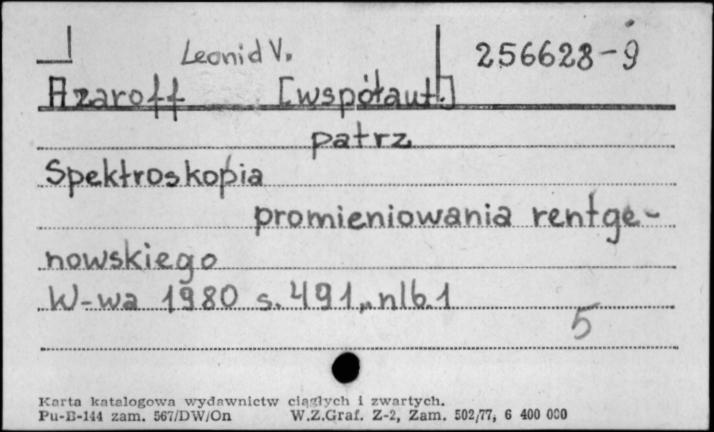 Leonid V. 256628-9
Azaroff [współaut.]
patrz
Spektroskopia
promieniowania rentge-
nowskiego
W-wa 1980 s. 491, nlb. 1
5
Karta katalogowa wydawnictw ciągłych i zwartych.
Pu-B-144 zam. 567/DW/On W.Z.Graf. Z-2, Zam. 502/77, 6 400 000